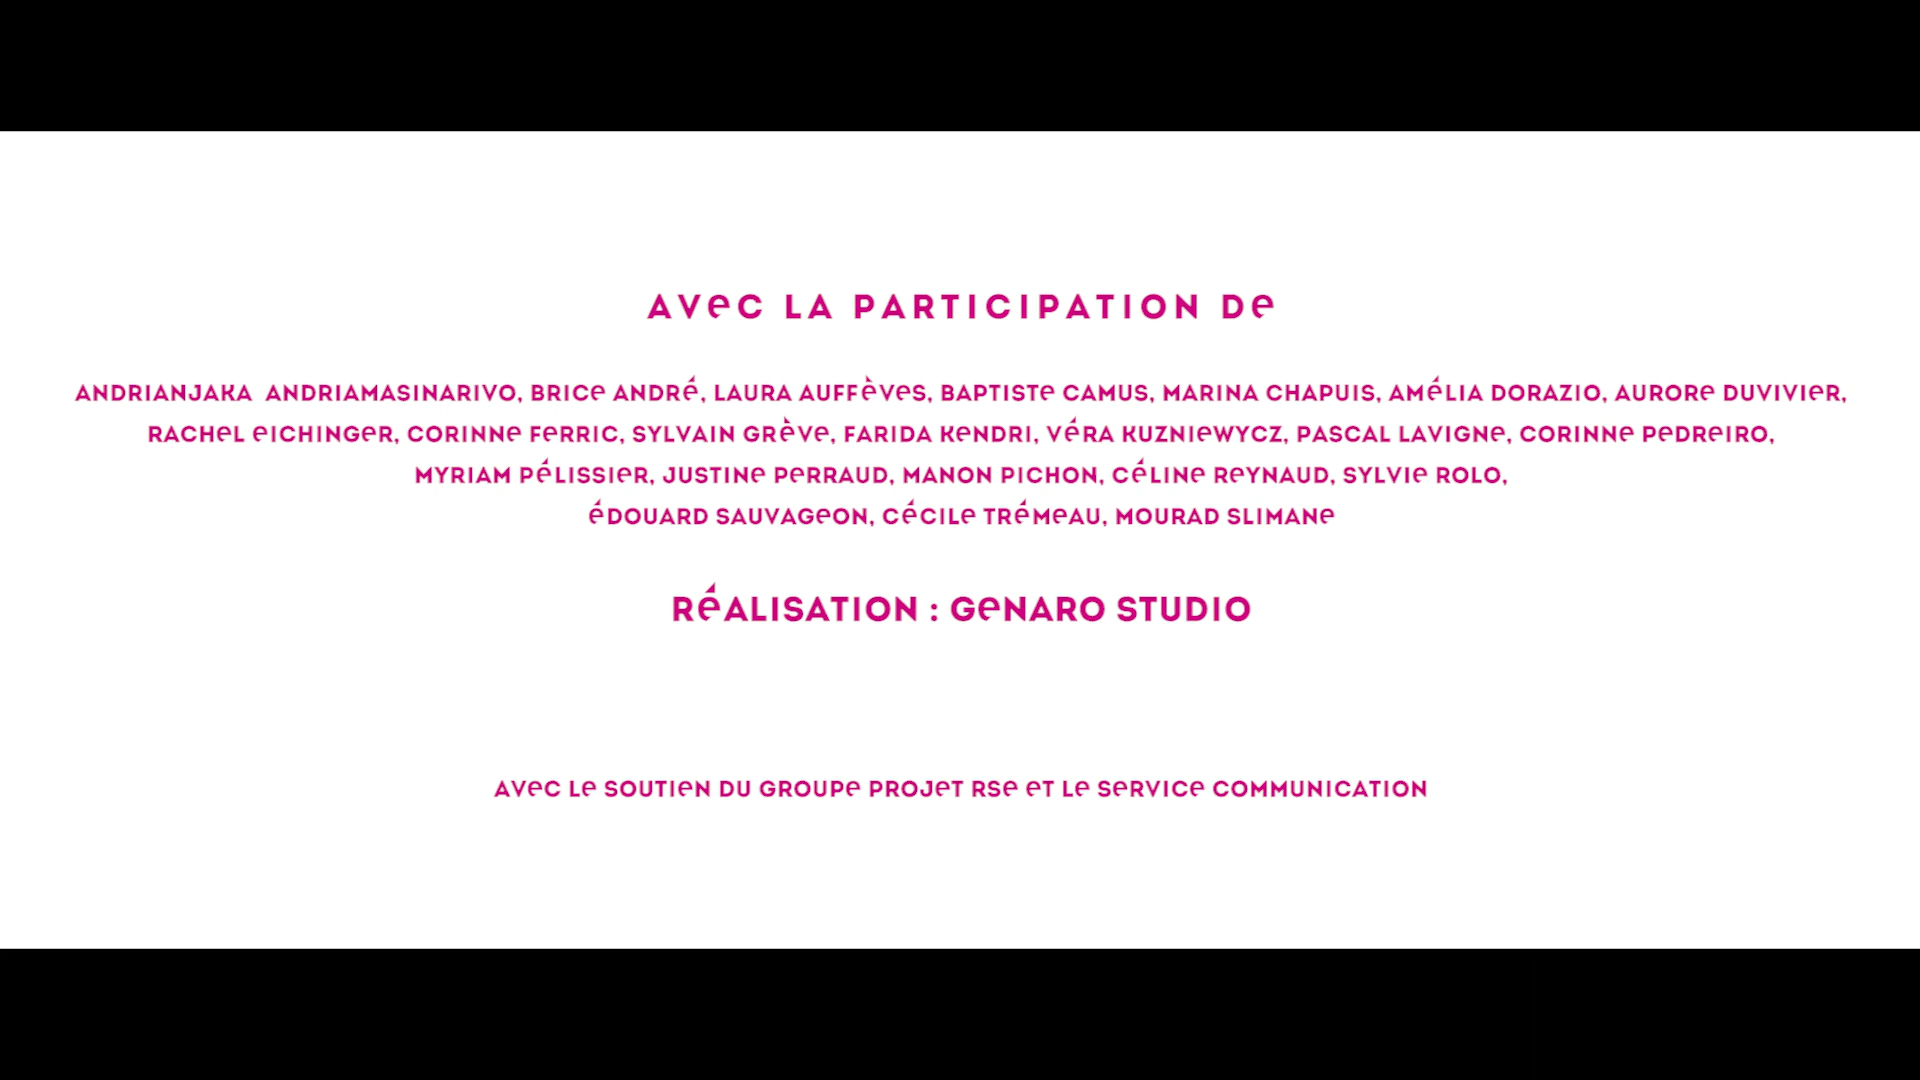 AVeC LA PARTICIPATION De
ANDRIANJAKA ANDRIAMASINARIVO, BRICe ANDRé, LAURA AUFFèVeS, BAPTISTe CAMUS, MARINA CHAPUIS, AMéLIA DORAZIO, AURORe DUVIVIeR,
RACHeL eICHINGeR, CORINNe FeRRIC, SYLVAIN GRèVe, FARIDA KeNDRI, VéRA KUZNIeWYCZ, PASCAL LAVIGNe, CORINNe PeDReIRO,
MYRIAM PéLISSIeR, JUSTINe PeRRAUD, MANON PICHON, CéLINe ReYNAUD, SYLVIe ROLO,
éDOUARD SAUVAGeON, CéCILe TRéMeAU, MOURAD SLIMANe
RéALISATION : GeNARO STUDIO
AVeC Le SOUTIeN DU GROUPe PROJeT RSe eT Le SeRVICe COMMUNICATION